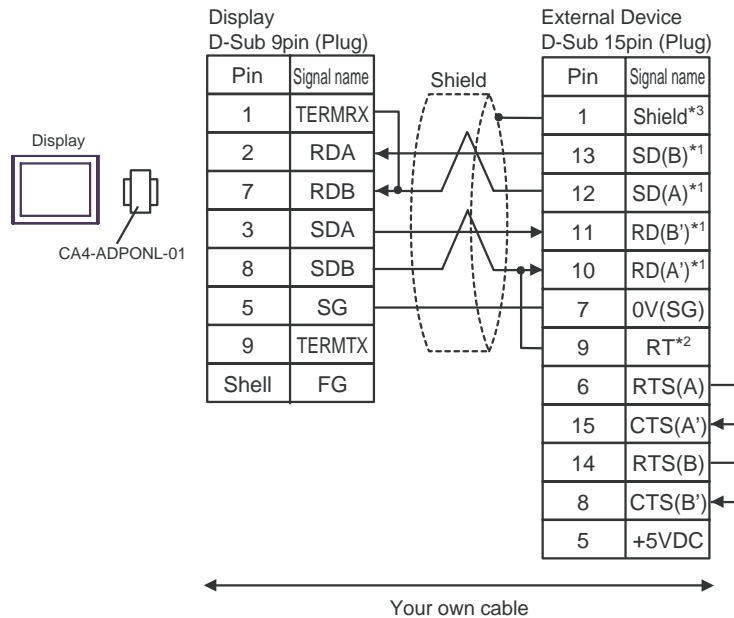 Display
D-Sub 9pin (Plug)
External Device
D-Sub 15pin (Plug)
Display
CA4-ADPONL-01
Pin Signal name
1 TERMRX
2 RDA
7 RDB
3 SDA
8 SDB
5 SG
9 TERMTX
Shell FG
Shield
Pin Signal name
1 Shield*3
13 SD(B)*1
12 SD(A)*1
11 RD(B')*1
10 RD(A')*1
7 0V(SG)
9 RT*2
6 RTS(A)
15 CTS(A')
14 RTS(B)
8 CTS(B')
5 +5VDC
Your own cable